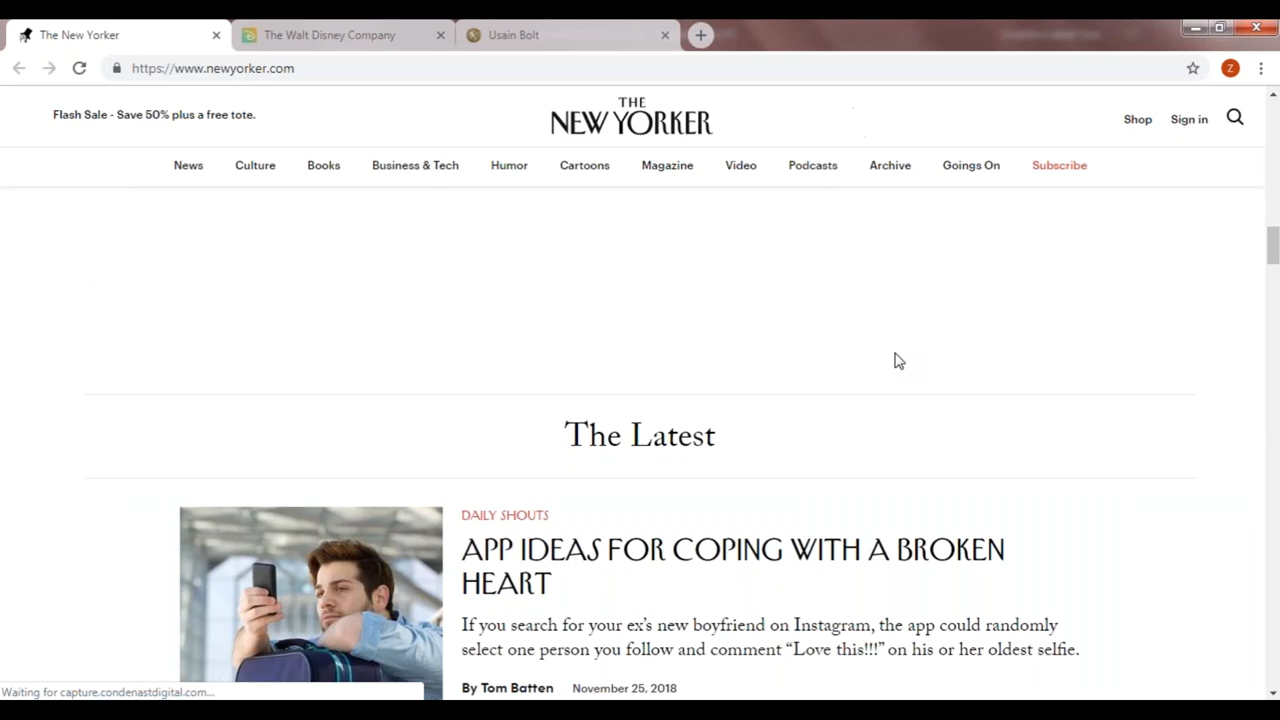 The New Yorker
The Walt Disney Company
Usain Bolt
https://www.newyorker.com
Z
Flash Sale - Save 50% plus a free tote.
THE
NEW YORKER
Shop
Sign in
News
Culture
Books
Business & Tech
Humor
Cartoons
Magazine
Video
Podcasts
Archive
Goings On
Subscribe
The Latest
DAILY SHOUTS
APP IDEAS FOR COPING WITH A BROKEN
HEART
If you search for your ex's new boyfriend on Instagram, the app could randomly
select one person you follow and comment “Love this!!!” on his or her oldest selfie.
By Tom Batten November 25, 2018
Waiting for capture.condenastdigital.com...